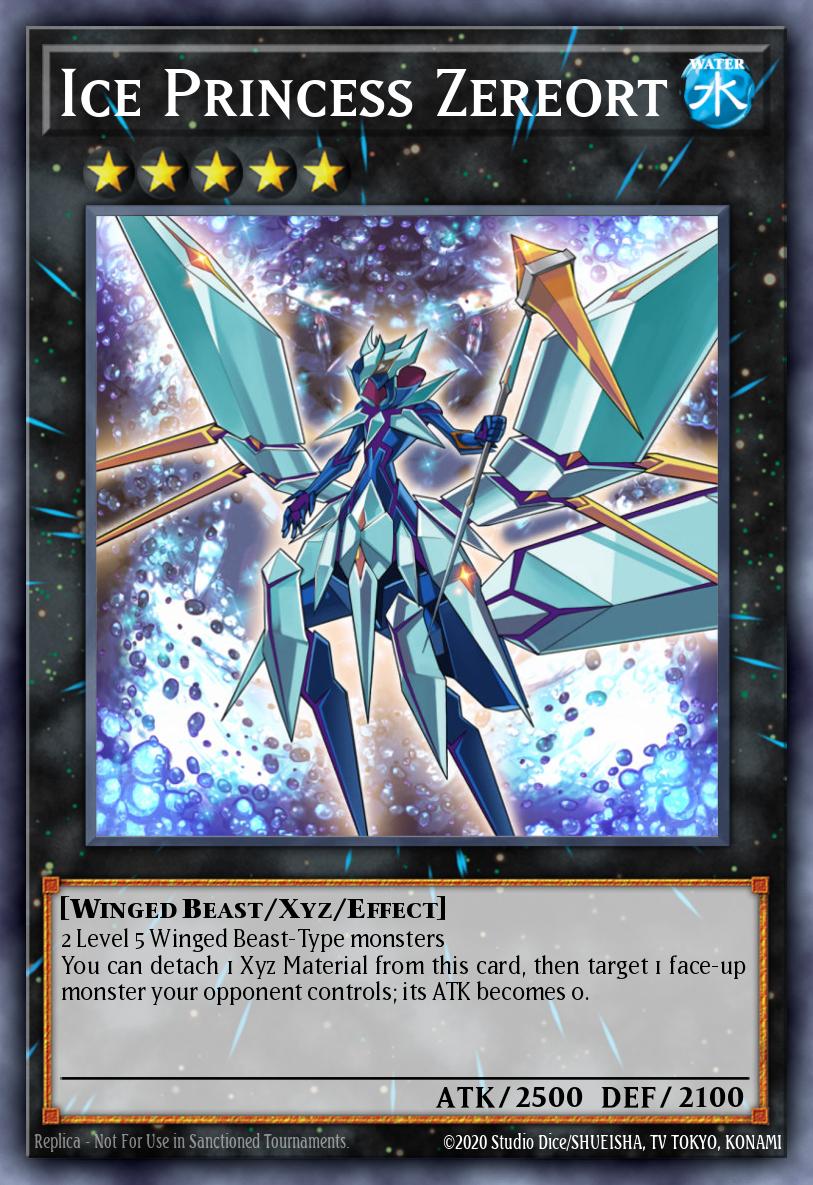 Ice Princess Zereort
WATER
水
[Winged Beast/Xyz/Effect]
2 Level 5 Winged Beast-Type monsters
You can detach 1 Xyz Material from this card, then target 1 face-up
monster your opponent controls; its ATK becomes 0.
ATK/2500 DEF/2100
Replica - Not For Use in Sanctioned Tournaments.
©2020 Studio Dice/SHUEISHA, TV TOKYO, KONAMI